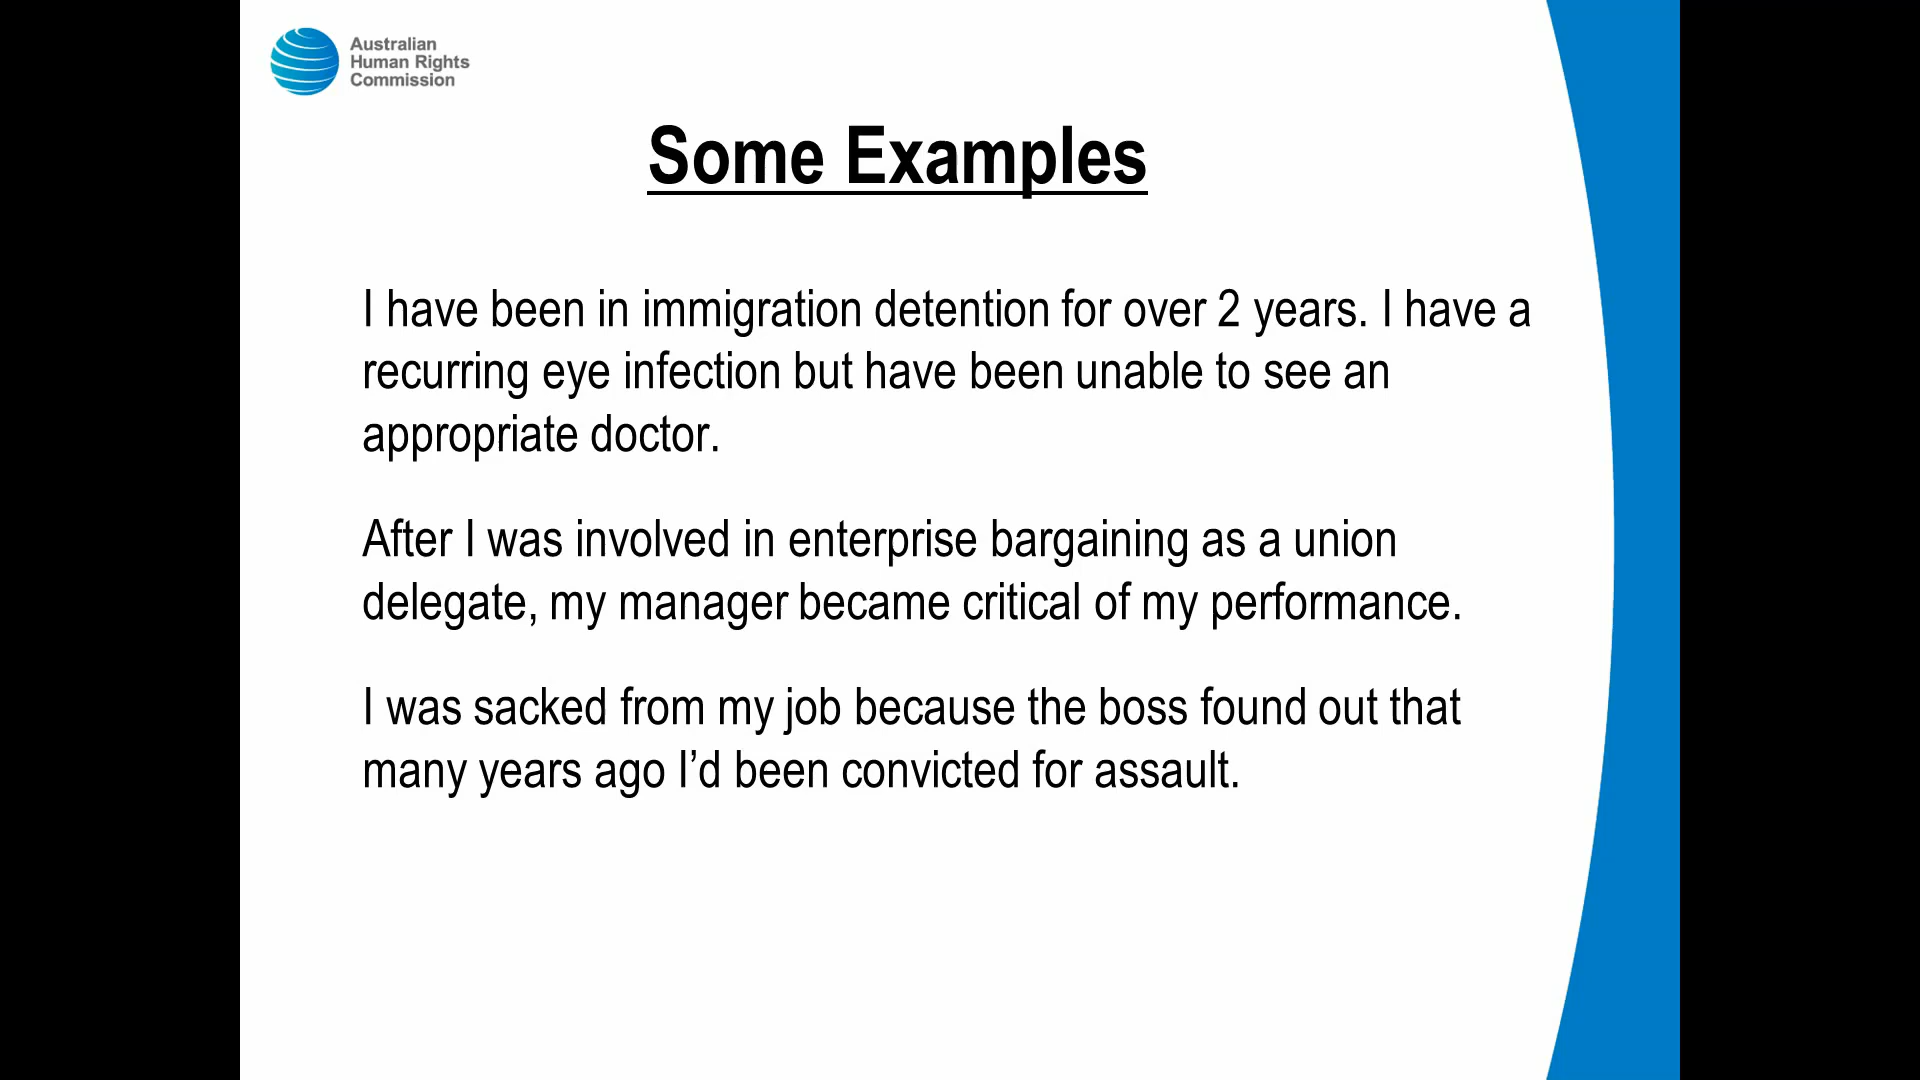 Australian
Human Rights
Commission
Some Examples
I have been in immigration detention for over 2 years. I have a
recurring eye infection but have been unable to see an
appropriate doctor.
After I was involved in enterprise bargaining as a union
delegate, my manager became critical of my performance.
I was sacked from my job because the boss found out that
many years ago I’d been convicted for assault.